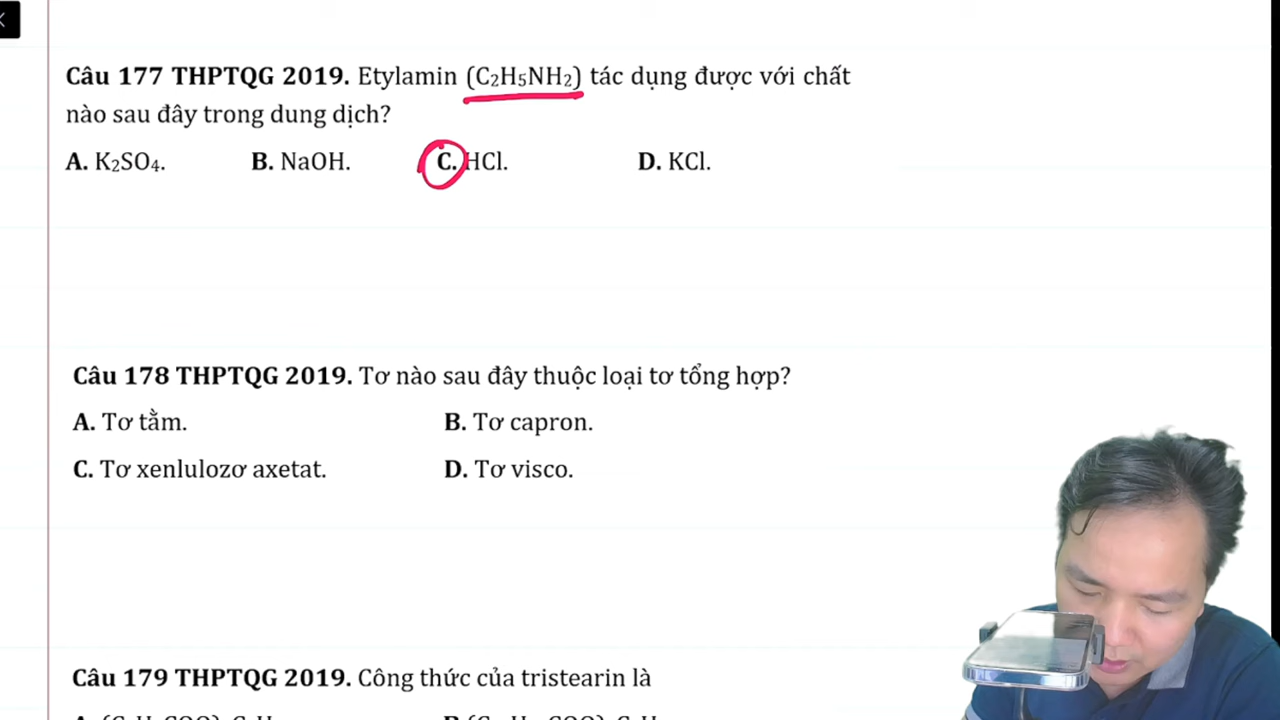 Câu 177 THPTQG 2019. Etylamin (C₂H₅NH₂) tác dụng được với chất
nào sau đây trong dung dịch?
A. K₂SO₄. B. NaOH. C. HCl. D. KCl.
Câu 178 THPTQG 2019. Tơ nào sau đây thuộc loại tơ tổng hợp?
A. Tơ tằm. B. Tơ capron.
C. Tơ xenlulozơ axetat. D. Tơ visco.
Câu 179 THPTQG 2019. Công thức của tristearin là